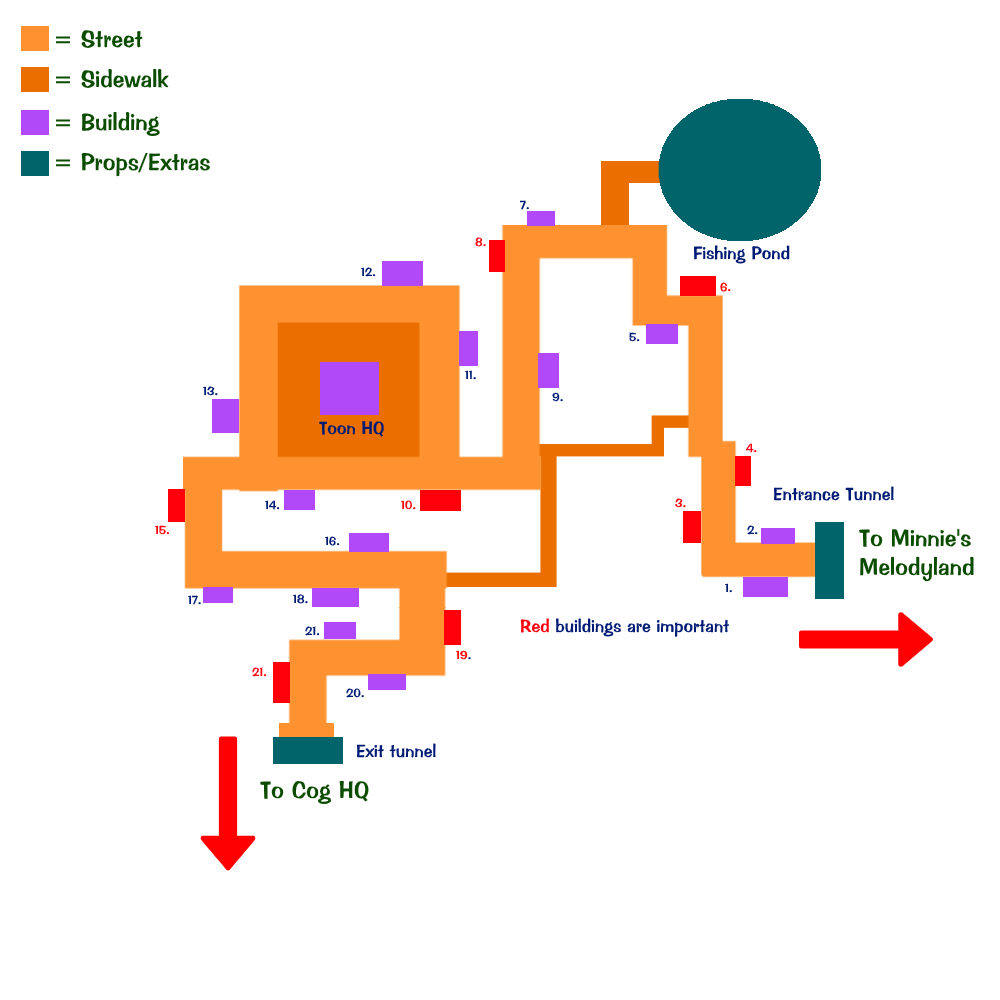 = Street
= Sidewalk
= Building
= Props/Extras
7.
8.
Fishing Pond
12.
6.
5.
11.
13.
9.
Toon HQ
4.
Entrance Tunnel
14.
10.
3.
15.
2.
To Minnie's
Melodyland
16.
1.
17.
18.
Red buildings are important
21.
19.
21.
20.
Exit tunnel
To Cog HQ